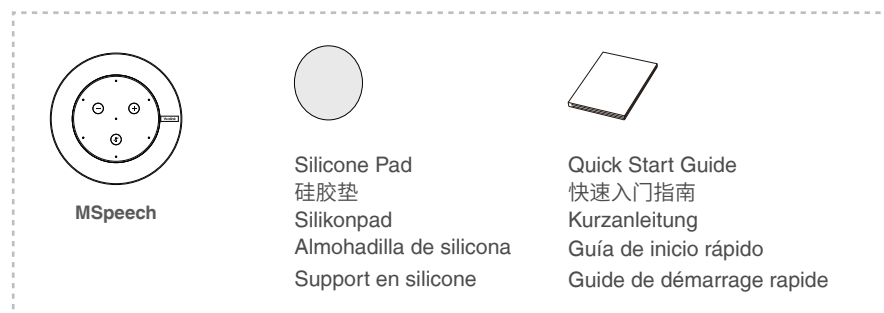 MSpeech
Silicone Pad
硅胶垫
Silikonpad
Almohadilla de silicona
Support en silicone
Quick Start Guide
快速入门指南
Kurzanleitung
Guía de inicio rápido
Guide de démarrage rapide